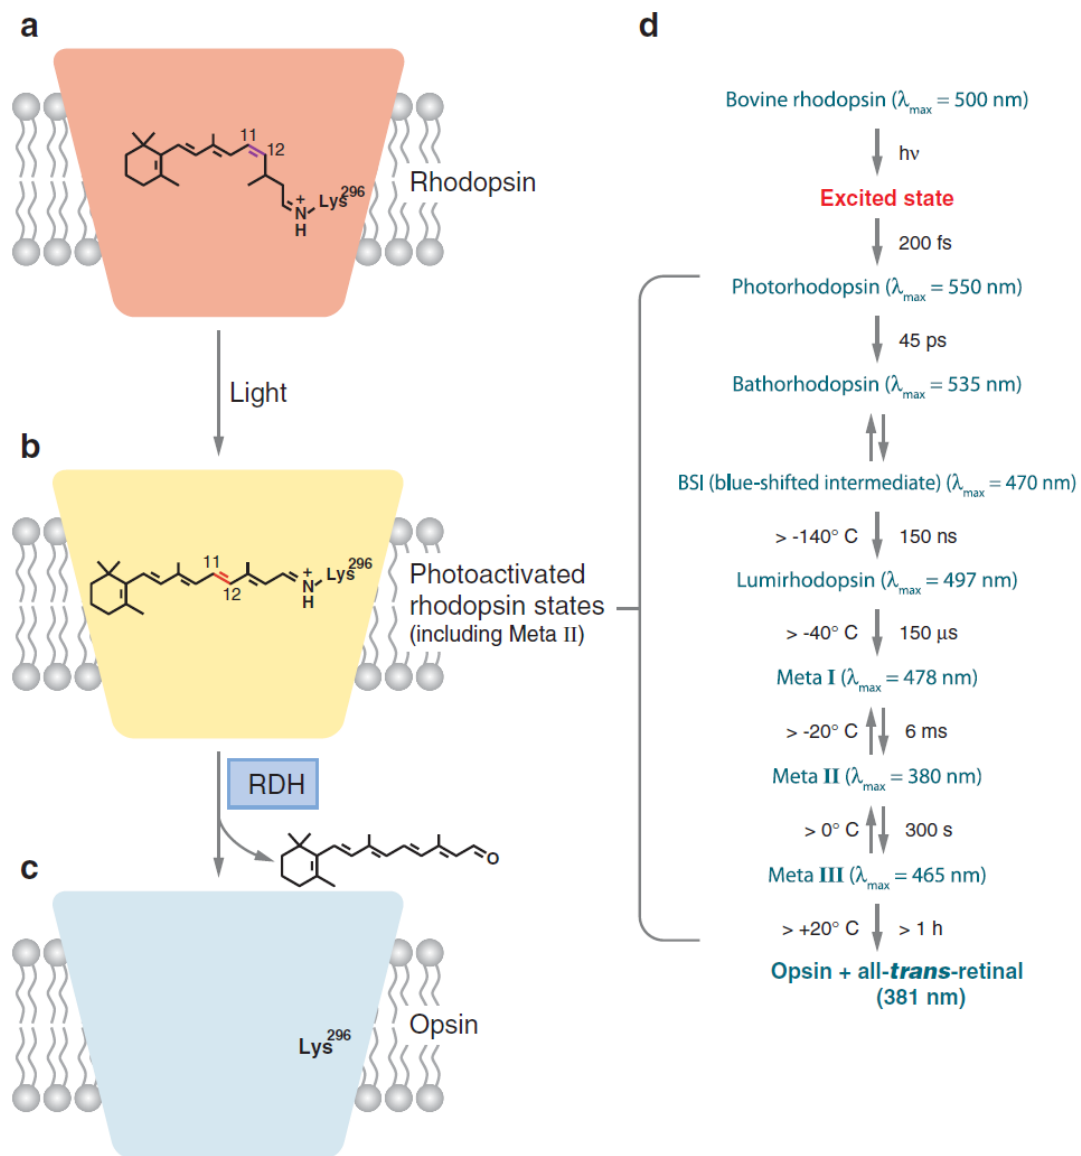 a
11
12
+
N
H
Lys296
Rhodopsin
Light
b
11
12
+
N
H
Lys296
Photoactivated
rhodopsin states
(including Meta II)
RDH
O
c
Lys296
Opsin
d
Bovine rhodopsin (λmax = 500 nm)
hν
Excited state
200 fs
Photorhodopsin (λmax = 550 nm)
45 ps
Bathorhodopsin (λmax = 535 nm)
BSI (blue-shifted intermediate) (λmax = 470 nm)
> -140° C 150 ns
Lumirhodopsin (λmax = 497 nm)
> -40° C 150 μs
Meta I (λmax = 478 nm)
> -20° C 6 ms
Meta II (λmax = 380 nm)
> 0° C 300 s
Meta III (λmax = 465 nm)
> +20° C > 1 h
Opsin + all-trans-retinal
(381 nm)